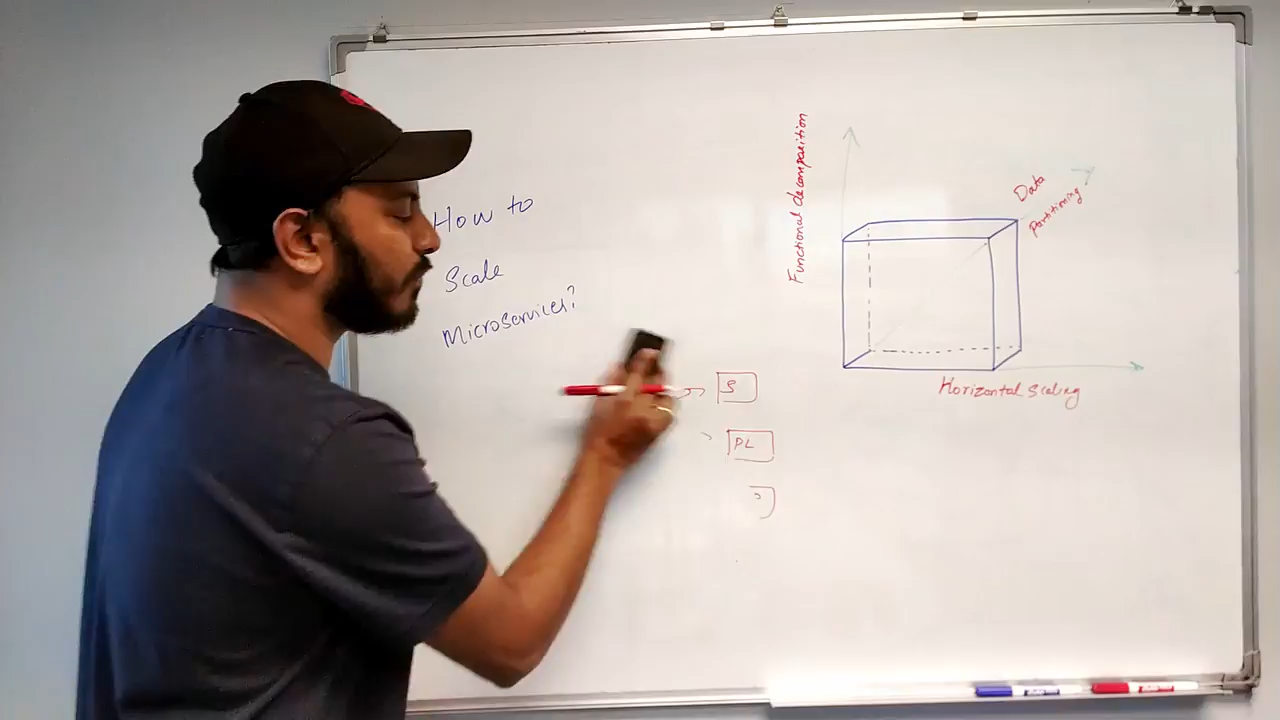 How to
Scale
Microservices?
Functional decomposition
Data
Partitioning
Horizontal Scaling
S
PL